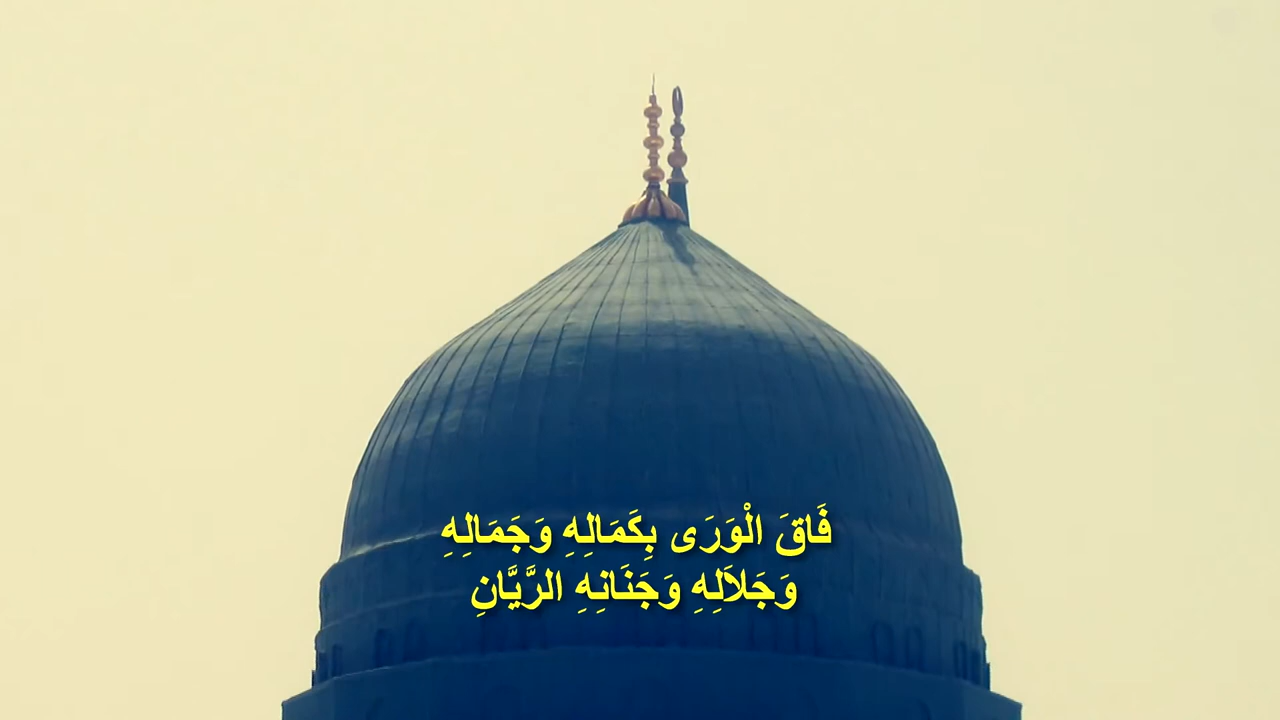 فَاقَ الْوَرَى بِكَمَالِهِ وَجَمَالِهِ
وَجَلاَلِهِ وَجَنَانِهِ الرَّيَّانِ